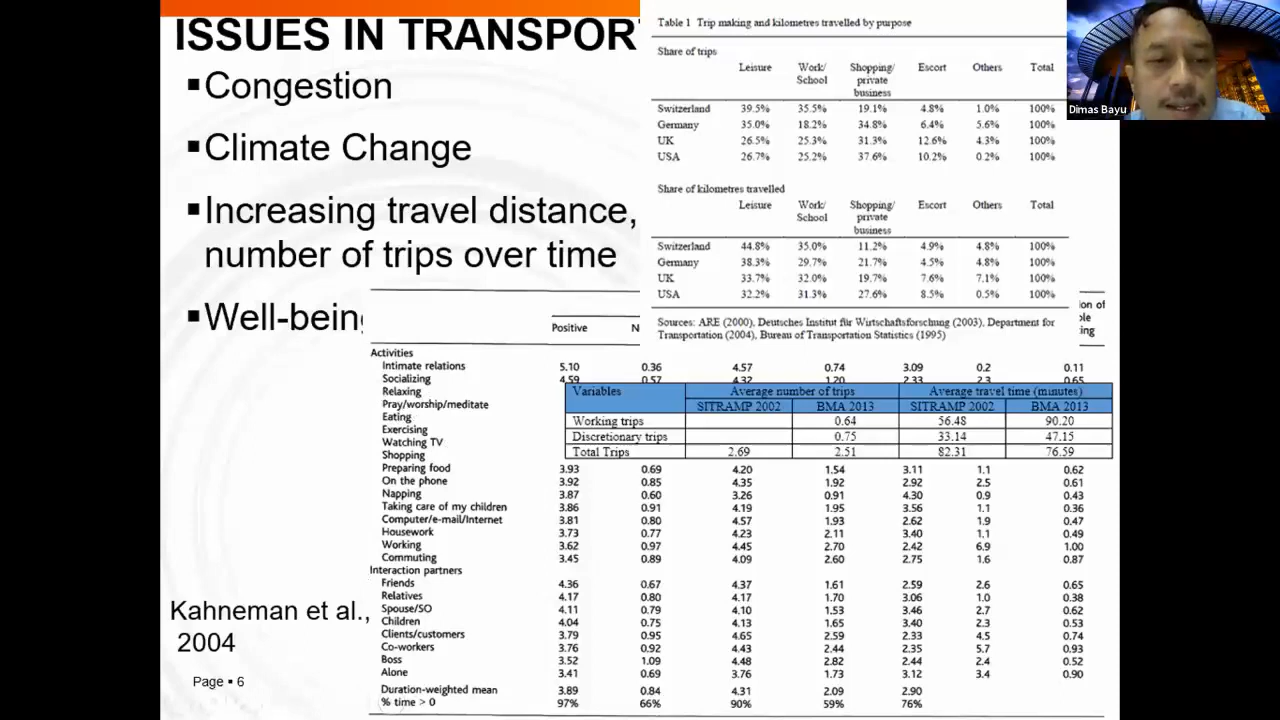 ISSUES IN TRANSPOR
▪Congestion
▪Climate Change
▪Increasing travel distance,
number of trips over time
▪Well-being
Kahneman et al.,
2004
Page ▪ 6
Table 1 Trip making and kilometres travelled by purpose
Share of trips
Leisure Work/ School Shopping/ private business Escort Others Total
Switzerland 39.5% 35.5% 19.1% 4.8% 1.0% 100%
Germany 35.0% 18.2% 34.8% 6.4% 5.6% 100%
UK 26.5% 25.3% 31.3% 12.6% 4.3% 100%
USA 26.7% 25.2% 37.6% 10.2% 0.2% 100%
Share of kilometres travelled
Leisure Work/ School Shopping/ private business Escort Others Total
Switzerland 44.8% 35.0% 11.2% 4.9% 4.8% 100%
Germany 38.3% 29.7% 21.7% 4.5% 4.8% 100%
UK 33.7% 32.0% 19.7% 7.6% 7.1% 100%
USA 32.2% 31.3% 27.6% 8.5% 0.5% 100%
Sources: ARE (2000), Deutsches Institut für Wirtschaftsforschung (2003), Department for
Transportation (2004), Bureau of Transportation Statistics (1995)
Dimas Bayu
Positive N
Activities
Intimate relations 5.10 0.36 4.57 0.74 3.09 0.2 0.11
Socializing 4.59 0.57 4.32 1.20 2.33 2.3 0.65
Relaxing
Pray/worship/meditate
Eating
Exercising
Watching TV
Shopping
Variables Average number of trips Average travel time (minutes)
SITRAMP 2002 BMA 2013 SITRAMP 2002 BMA 2013
Working trips 0.64 56.48 90.20
Discretionary trips 0.75 33.14 47.15
Total Trips 2.69 2.51 82.31 76.59
Preparing food 3.93 0.69 4.20 1.54 3.11 1.1 0.62
On the phone 3.92 0.85 4.35 1.92 2.92 2.5 0.61
Napping 3.87 0.60 3.26 0.91 4.30 0.9 0.43
Taking care of my children 3.86 0.91 4.19 1.95 3.56 1.1 0.36
Computer/e-mail/Internet 3.81 0.80 4.57 1.93 2.62 1.9 0.47
Housework 3.73 0.77 4.23 2.11 3.40 1.1 0.49
Working 3.62 0.97 4.45 2.70 2.42 6.9 1.00
Commuting 3.45 0.89 4.09 2.60 2.75 1.6 0.87
Interaction partners
Friends 4.36 0.67 4.37 1.61 2.59 2.6 0.65
Relatives 4.17 0.80 4.17 1.70 3.06 1.0 0.38
Spouse/SO 4.11 0.79 4.10 1.53 3.46 2.7 0.62
Children 4.04 0.75 4.13 1.65 3.40 2.3 0.53
Clients/customers 3.79 0.95 4.65 2.59 2.33 4.5 0.74
Co-workers 3.76 0.92 4.43 2.44 2.35 5.7 0.93
Boss 3.52 1.09 4.48 2.82 2.44 2.4 0.52
Alone 3.41 0.69 3.76 1.73 3.12 3.4 0.90
Duration-weighted mean 3.89 0.84 4.31 2.09 2.90
% time > 0 97% 66% 90% 59% 76%